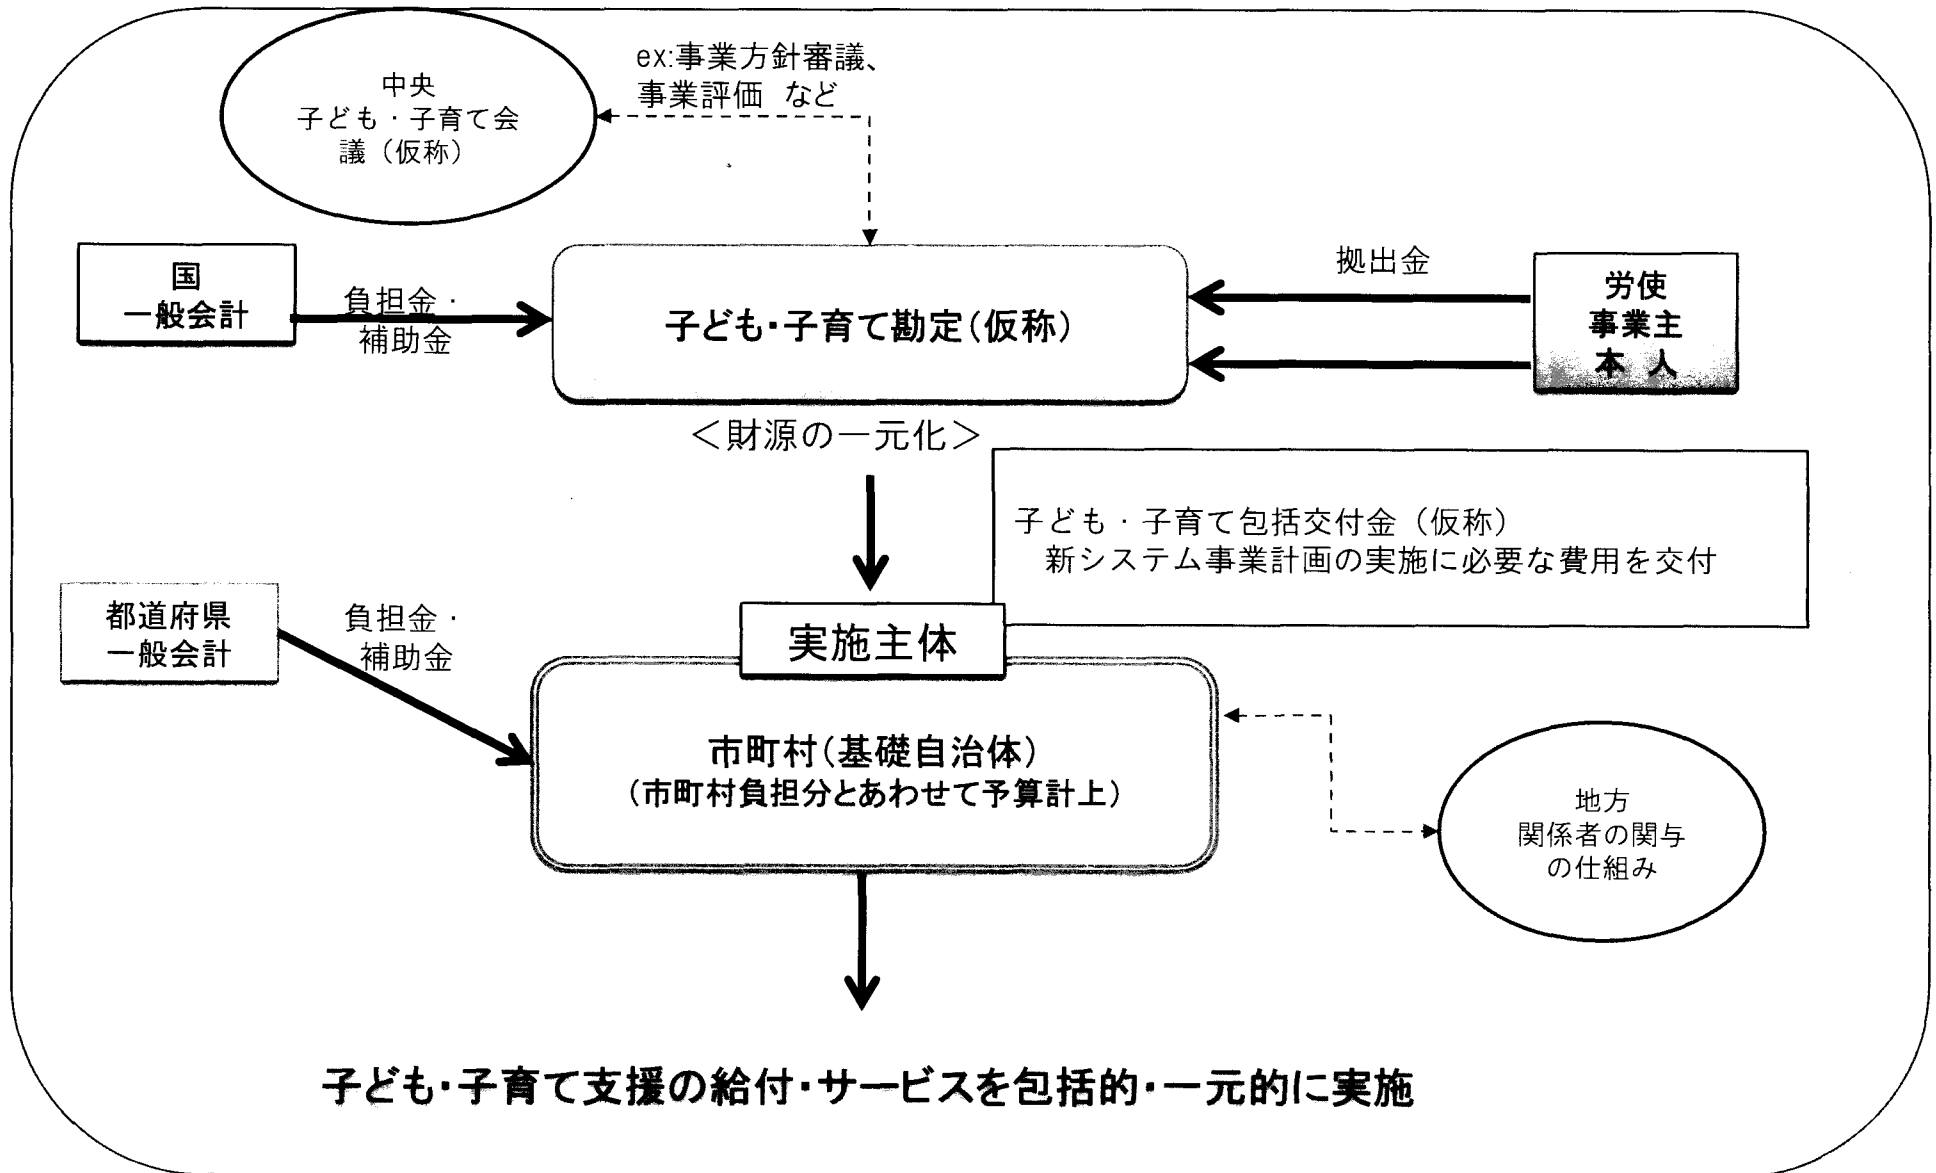 中央
子ども・子育て会
議（仮称）
ex:事業方針審議、
事業評価 など
国
一般会計
負担金・
補助金
子ども・子育て勘定（仮称）
拠出金
労使
事業主
本 人
＜財源の一元化＞
子ども・子育て包括交付金（仮称）
新システム事業計画の実施に必要な費用を交付
都道府県
一般会計
負担金・
補助金
実施主体
市町村（基礎自治体）
（市町村負担分とあわせて予算計上）
地方
関係者の関与
の仕組み
子ども・子育て支援の給付・サービスを包括的・一元的に実施